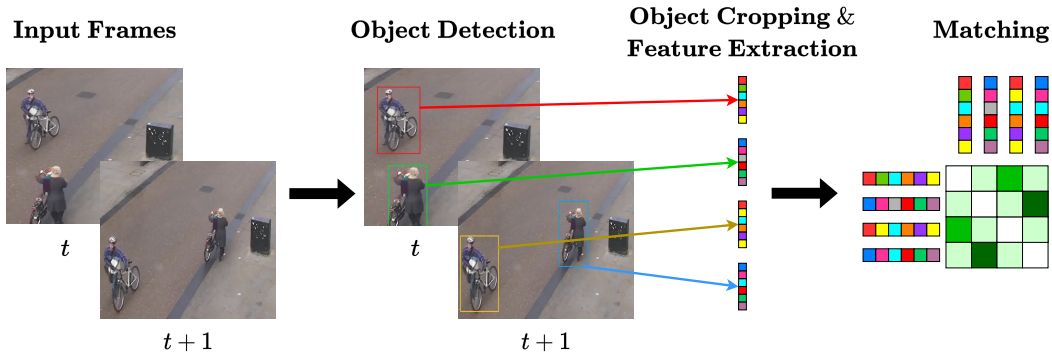 Input Frames
Object Detection
Object Cropping &
Feature Extraction
Matching
t
t + 1
t
t + 1